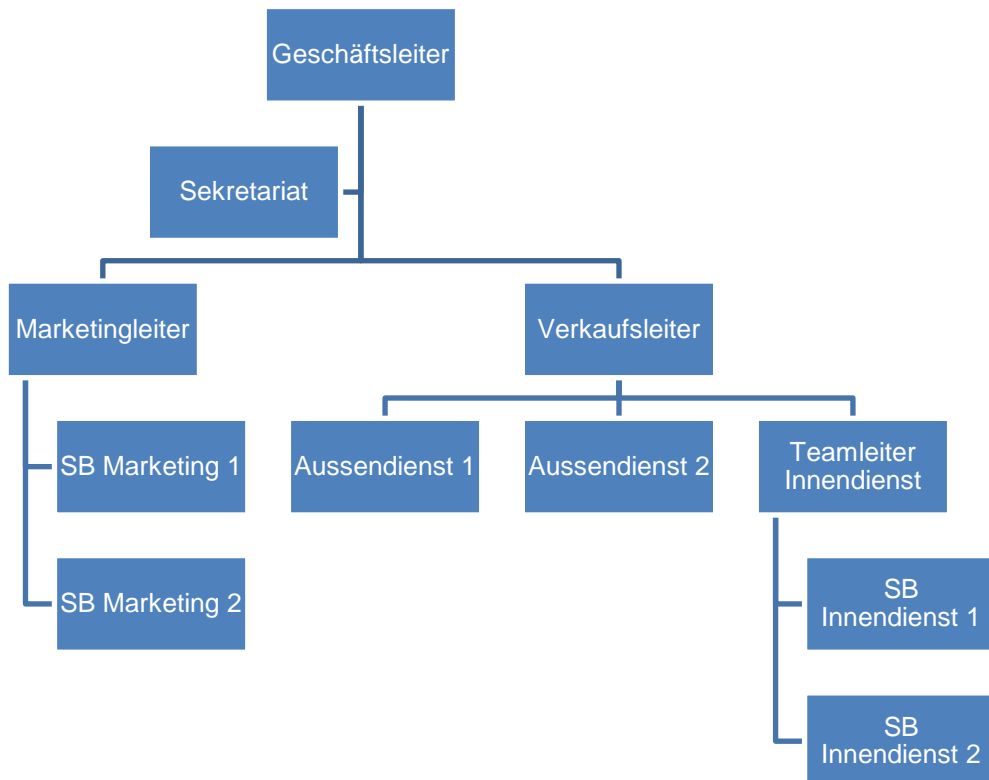 Geschäftsleiter
Sekretariat
Marketingleiter
Verkaufsleiter
SB Marketing 1
Aussendienst 1
Aussendienst 2
Teamleiter
Innendienst
SB Marketing 2
SB
Innendienst 1
SB
Innendienst 2